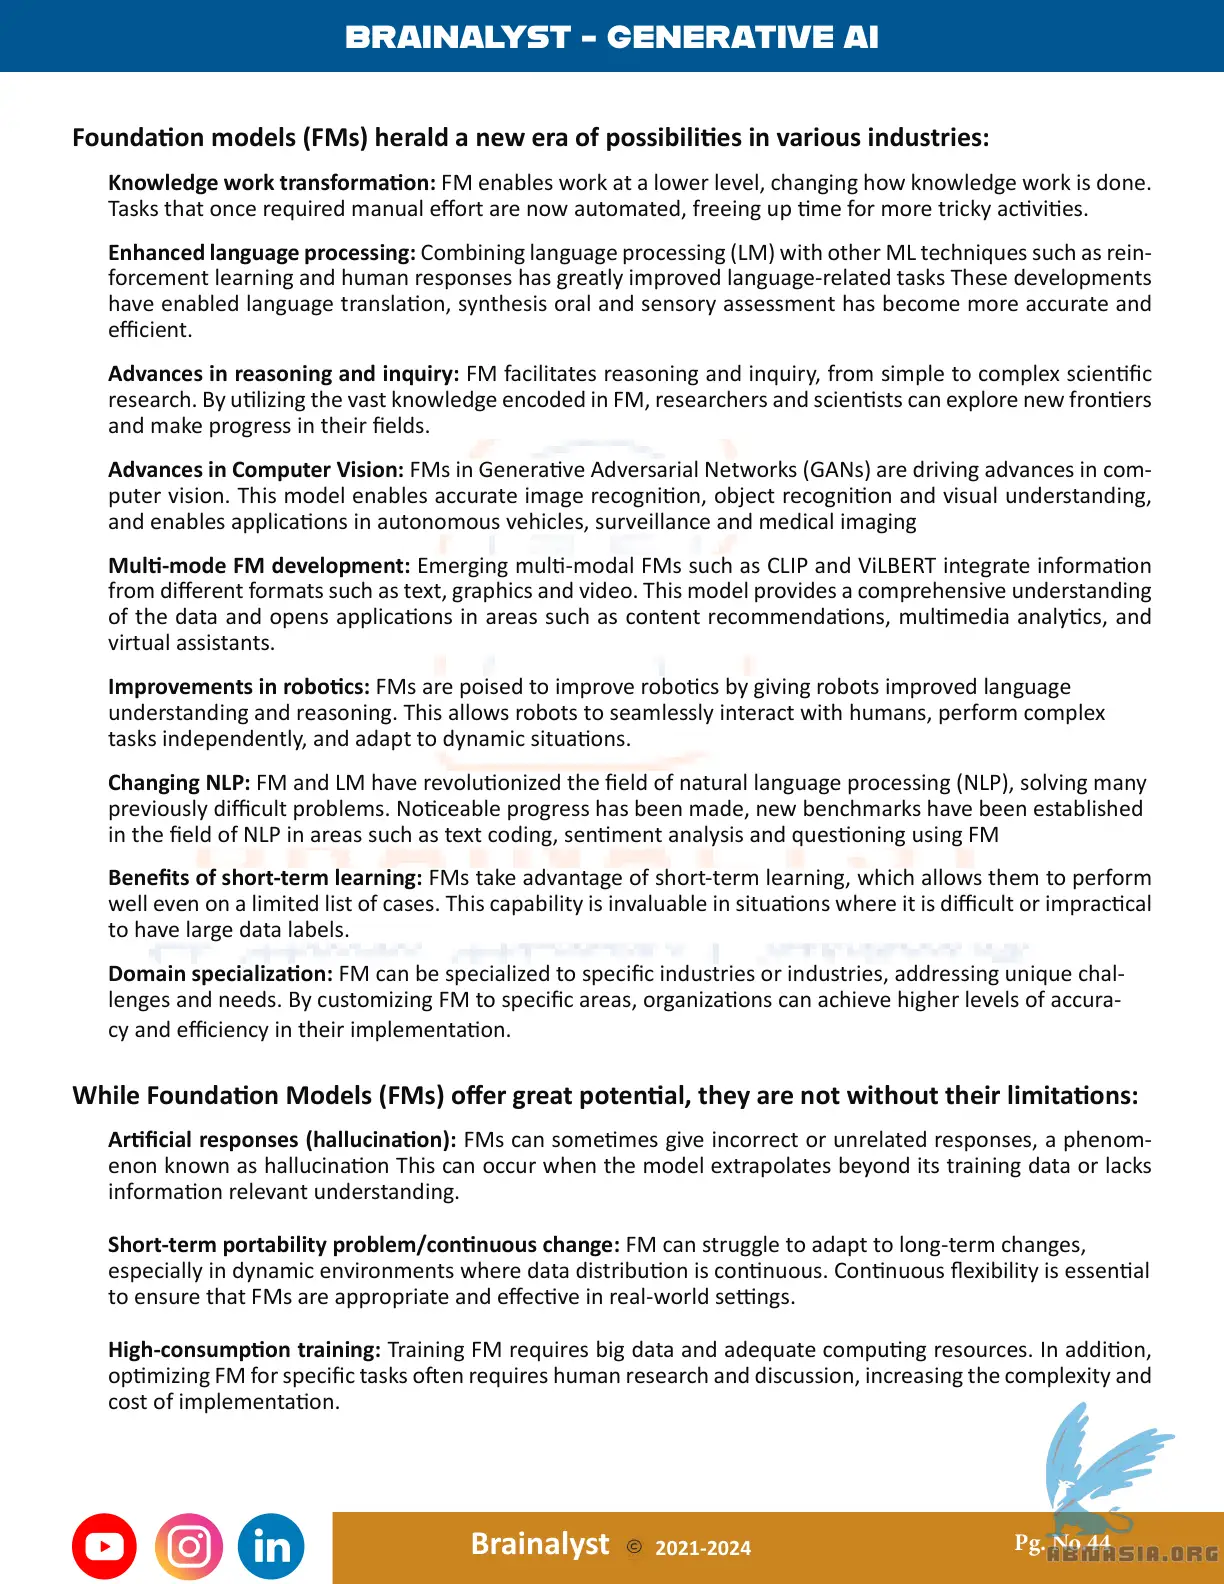 BRAINALYST - GENERATIVE AI
Foundation models (FMs) herald a new era of possibilities in various industries:
Knowledge work transformation: FM enables work at a lower level, changing how knowledge work is done.
Tasks that once required manual effort are now automated, freeing up time for more tricky activities.
Enhanced language processing: Combining language processing (LM) with other ML techniques such as rein-
forcement learning and human responses has greatly improved language-related tasks These developments
have enabled language translation, synthesis oral and sensory assessment has become more accurate and
efficient.
Advances in reasoning and inquiry: FM facilitates reasoning and inquiry, from simple to complex scientific
research. By utilizing the vast knowledge encoded in FM, researchers and scientists can explore new frontiers
and make progress in their fields.
Advances in Computer Vision: FMs in Generative Adversarial Networks (GANs) are driving advances in com-
puter vision. This model enables accurate image recognition, object recognition and visual understanding,
and enables applications in autonomous vehicles, surveillance and medical imaging
Multi-mode FM development: Emerging multi-modal FMs such as CLIP and ViLBERT integrate information
from different formats such as text, graphics and video. This model provides a comprehensive understanding
of the data and opens applications in areas such as content recommendations, multimedia analytics, and
virtual assistants.
Improvements in robotics: FMs are poised to improve robotics by giving robots improved language
understanding and reasoning. This allows robots to seamlessly interact with humans, perform complex
tasks independently, and adapt to dynamic situations.
Changing NLP: FM and LM have revolutionized the field of natural language processing (NLP), solving many
previously difficult problems. Noticeable progress has been made, new benchmarks have been established
in the field of NLP in areas such as text coding, sentiment analysis and questioning using FM
Benefits of short-term learning: FMs take advantage of short-term learning, which allows them to perform
well even on a limited list of cases. This capability is invaluable in situations where it is difficult or impractical
to have large data labels.
Domain specialization: FM can be specialized to specific industries or industries, addressing unique chal-
lenges and needs. By customizing FM to specific areas, organizations can achieve higher levels of accura-
cy and efficiency in their implementation.
While Foundation Models (FMs) offer great potential, they are not without their limitations:
Artificial responses (hallucination): FMs can sometimes give incorrect or unrelated responses, a phenom-
enon known as hallucination This can occur when the model extrapolates beyond its training data or lacks
information relevant understanding.
Short-term portability problem/continuous change: FM can struggle to adapt to long-term changes,
especially in dynamic environments where data distribution is continuous. Continuous flexibility is essential
to ensure that FMs are appropriate and effective in real-world settings.
High-consumption training: Training FM requires big data and adequate computing resources. In addition,
optimizing FM for specific tasks often requires human research and discussion, increasing the complexity and
cost of implementation.
in Brainalyst © 2021-2024 Pg. No 44
ABMASIA.ORG